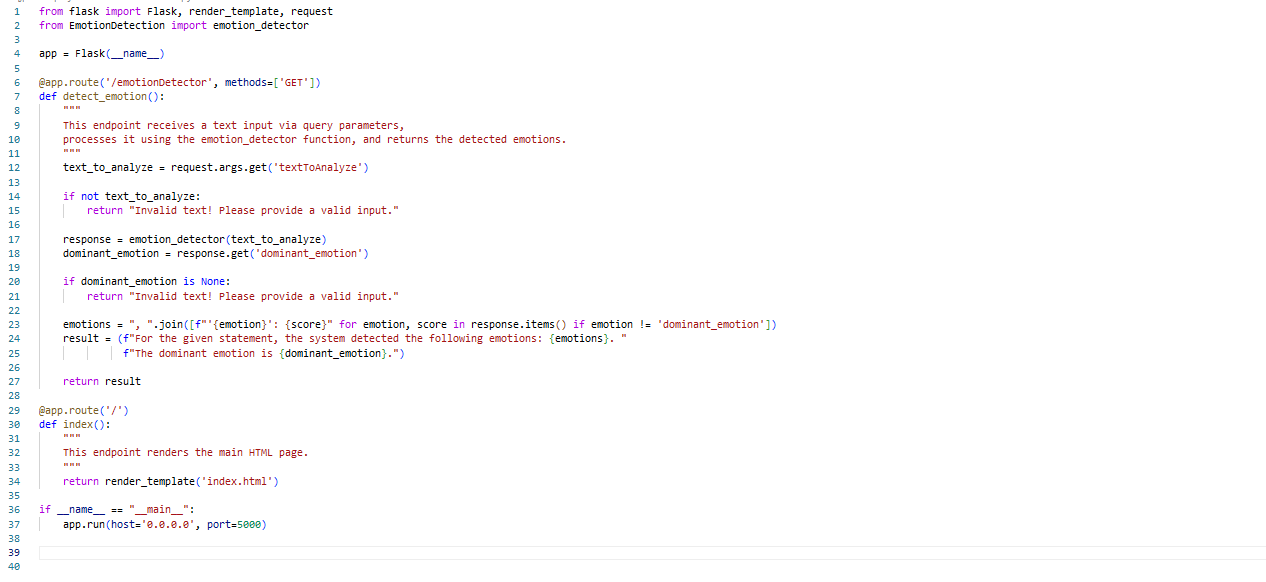 1 from flask import Flask, render_template, request
2 from EmotionDetection import emotion_detector
3
4 app = Flask(__name__)
5
6 @app.route('/emotionDetector', methods=['GET'])
7 def detect_emotion():
8     """
9     This endpoint receives a text input via query parameters,
10     processes it using the emotion_detector function, and returns the detected emotions.
11     """
12     text_to_analyze = request.args.get('textToAnalyze')
13
14     if not text_to_analyze:
15         return "Invalid text! Please provide a valid input."
16
17     response = emotion_detector(text_to_analyze)
18     dominant_emotion = response.get('dominant_emotion')
19
20     if dominant_emotion is None:
21         return "Invalid text! Please provide a valid input."
22
23     emotions = ", ".join([f"'{emotion}': {score}" for emotion, score in response.items() if emotion != 'dominant_emotion'])
24     result = (f"For the given statement, the system detected the following emotions: {emotions}. "
25               f"The dominant emotion is {dominant_emotion}.")
26
27     return result
28
29 @app.route('/')
30 def index():
31     """
32     This endpoint renders the main HTML page.
33     """
34     return render_template('index.html')
35
36 if __name__ == "__main__":
37     app.run(host='0.0.0.0', port=5000)
38
39
40